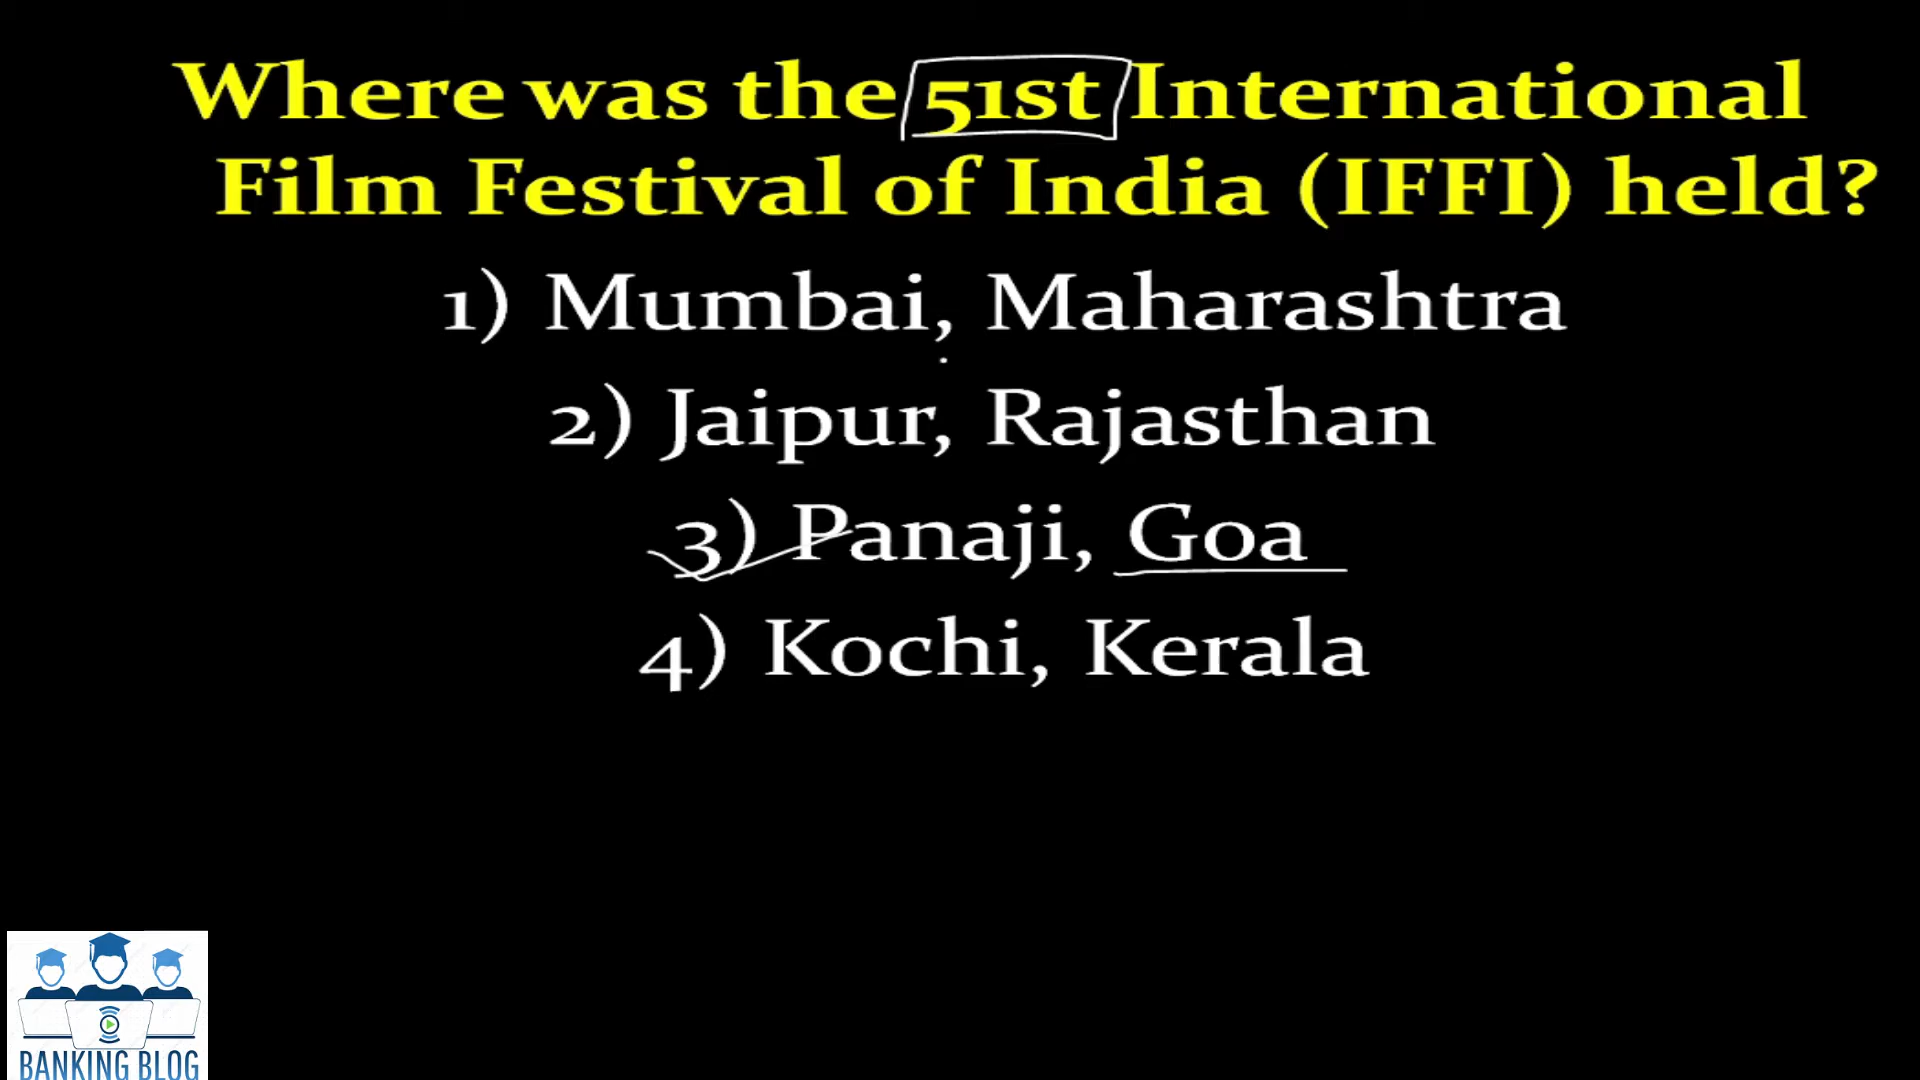 Where was the 51st International
Film Festival of India (IFFI) held?
1) Mumbai, Maharashtra
2) Jaipur, Rajasthan
3) Panaji, Goa
4) Kochi, Kerala
BANKING BLOG